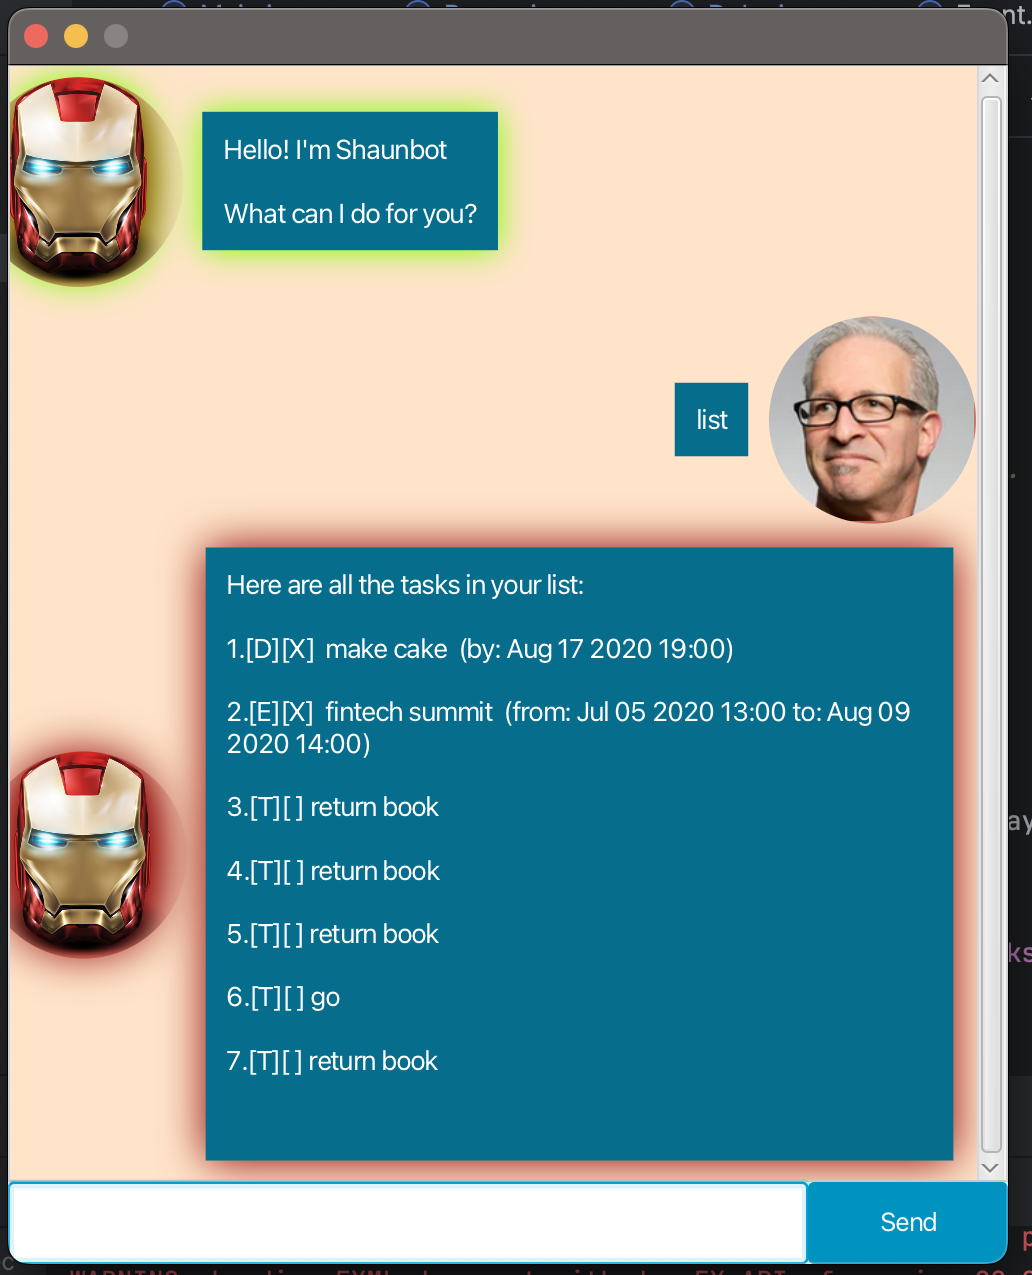 Hello! I'm Shaunbot
What can I do for you?
list
Here are all the tasks in your list:
1.[D][X]  make cake  (by: Aug 17 2020 19:00)
2.[E][X]  fintech summit  (from: Jul 05 2020 13:00 to: Aug 09
2020 14:00)
3.[T][ ] return book
4.[T][ ] return book
5.[T][ ] return book
6.[T][ ] go
7.[T][ ] return book
Send